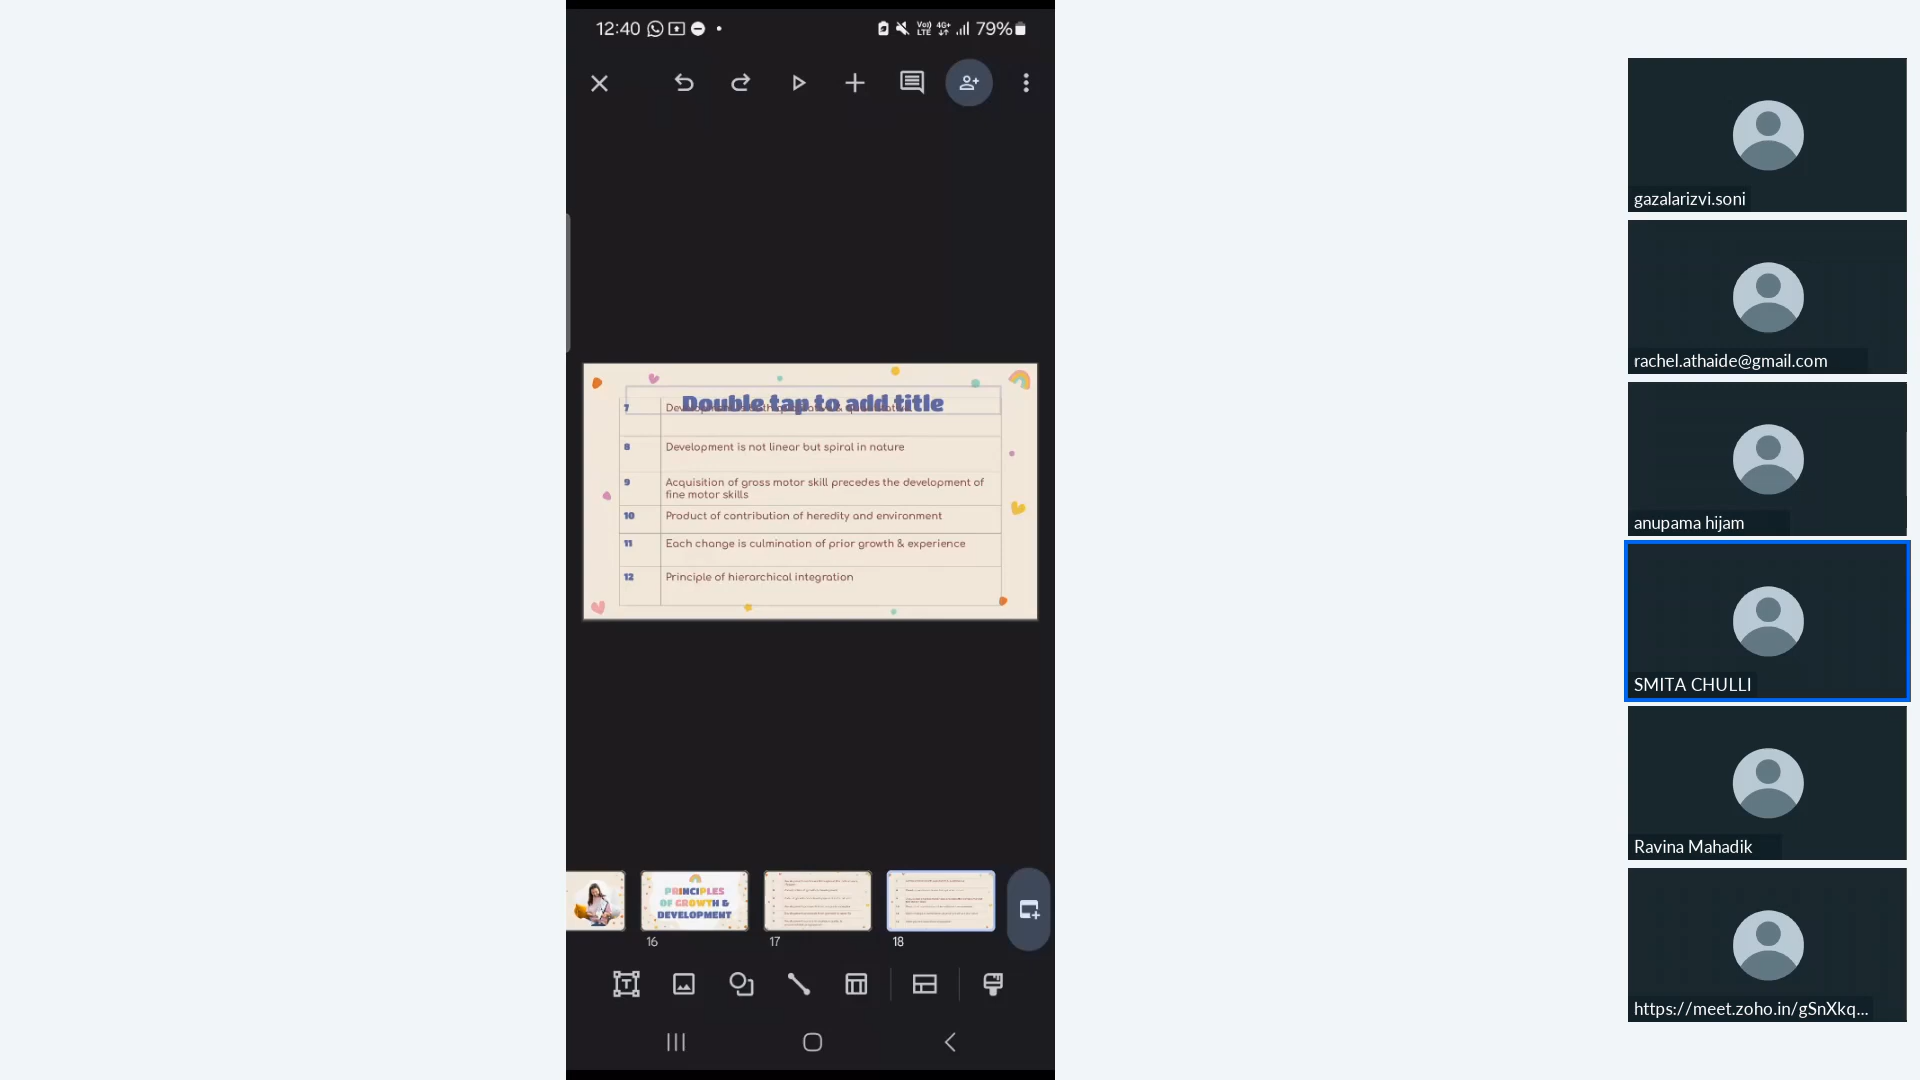 12:40
Vo)) LTE 4G+ 79%
Double tap to add title
7
8 Development is not linear but spiral in nature
9 Acquisition of gross motor skill precedes the development of
fine motor skills
10 Product of contribution of heredity and environment
11 Each change is culmination of prior growth & experience
12 Principle of hierarchical integration
PRINCIPLES
OF GROWTH &
DEVELOPMENT
16 17 18
gazalarizvi.soni
rachel.athaide@gmail.com
anupama hijam
SMITA CHULLI
Ravina Mahadik
https://meet.zoho.in/gSnXkq...